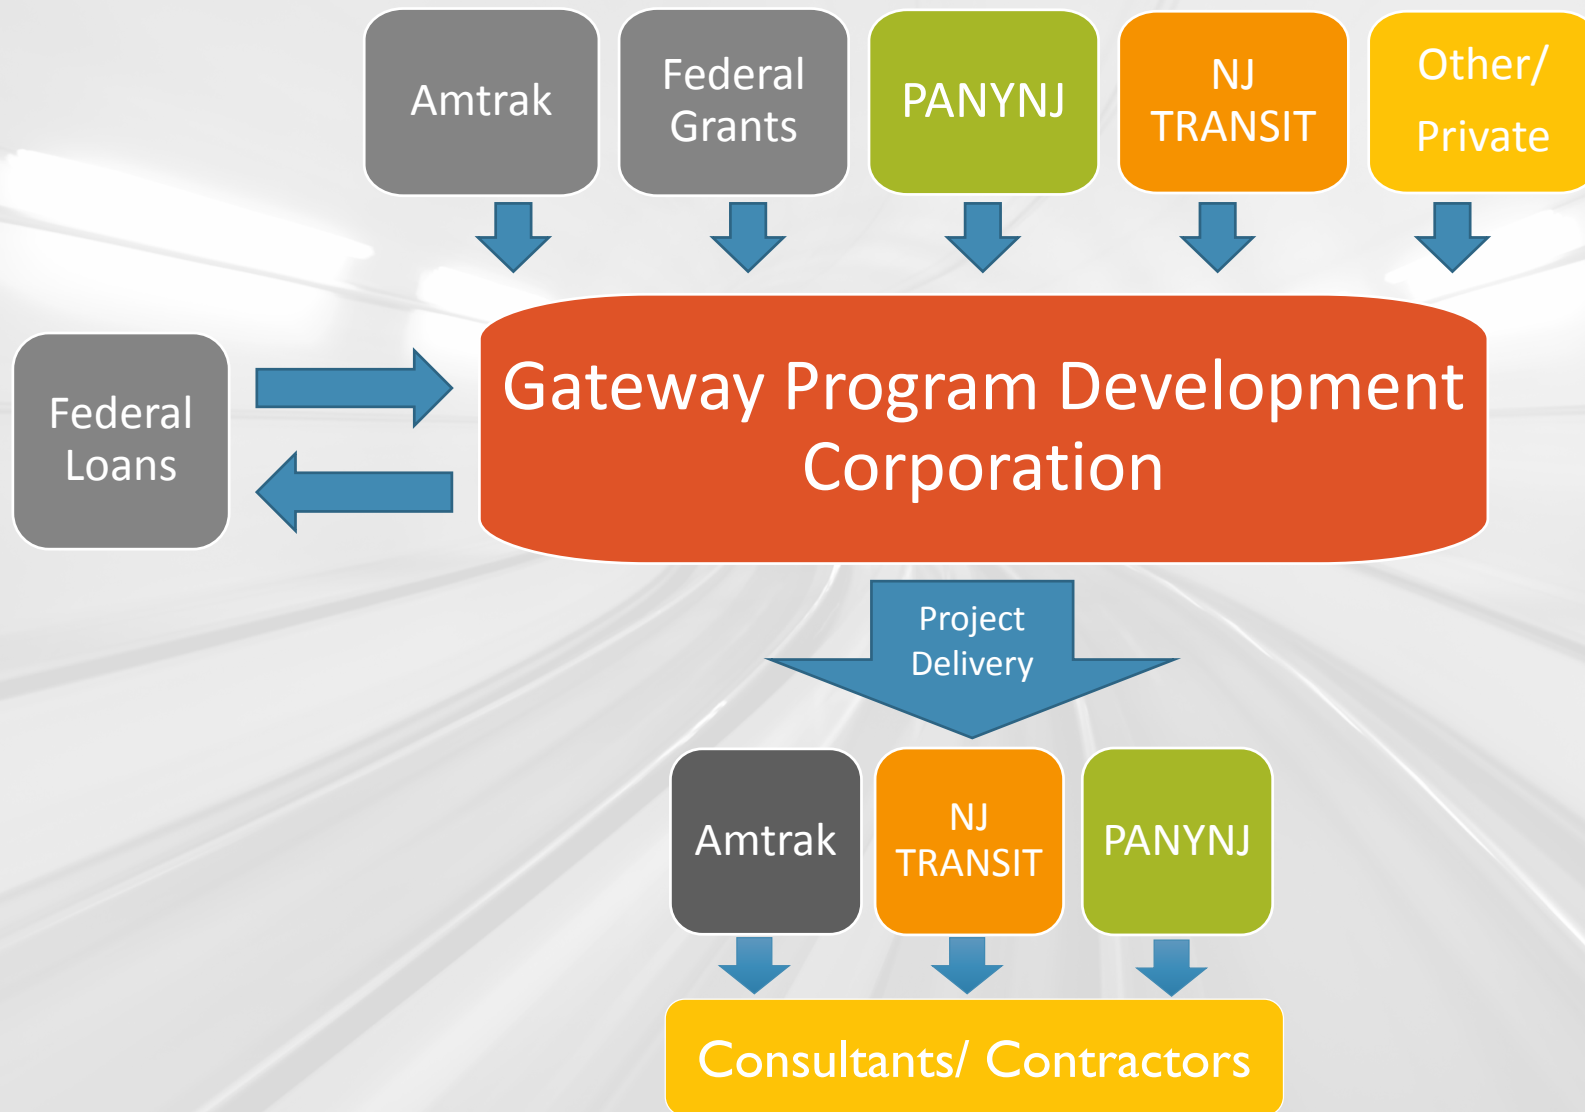 Amtrak
Federal
Grants
PANYNJ
NJ
TRANSIT
Other/
Private
Federal
Loans
Gateway Program Development
Corporation
Project
Delivery
Amtrak
NJ
TRANSIT
PANYNJ
Consultants/ Contractors